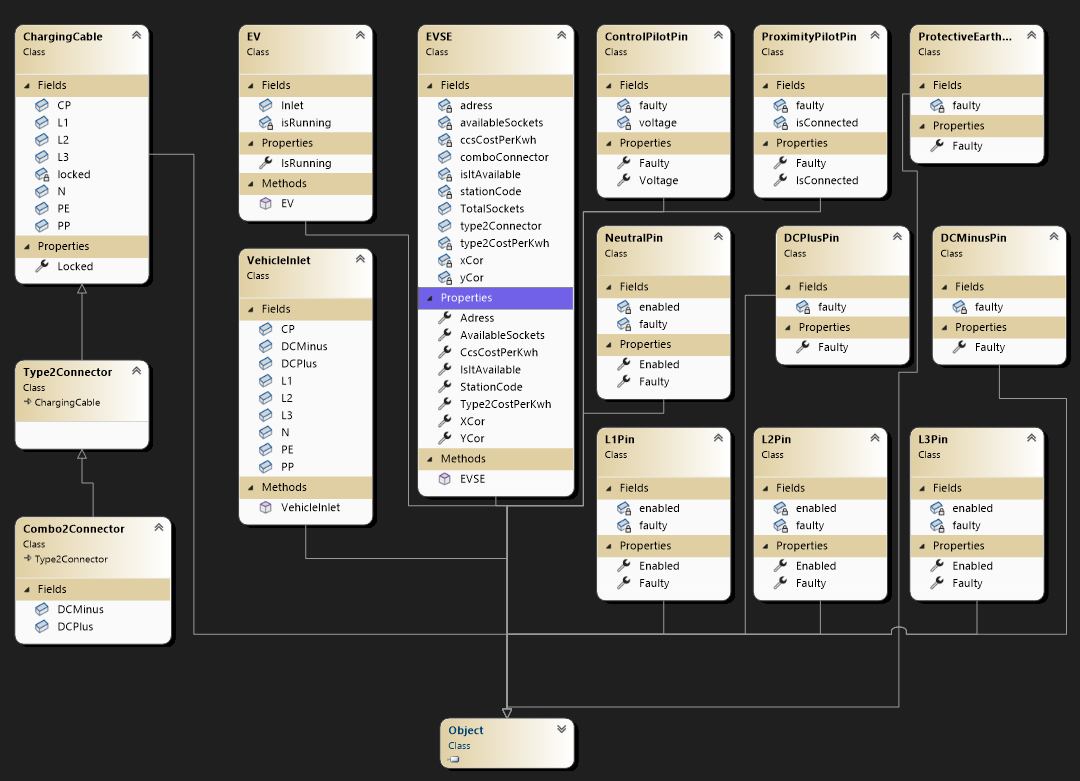 ChargingCable
Class
Fields
CP
L1
L2
L3
locked
N
PE
PP
Properties
Locked
Type2Connector
Class
ChargingCable
Combo2Connector
Class
Type2Connector
Fields
DCMinus
DCPlus
EV
Class
Fields
Inlet
isRunning
Properties
IsRunning
Methods
EV
VehicleInlet
Class
Fields
CP
DCMinus
DCPlus
L1
L2
L3
N
PE
PP
Methods
VehicleInlet
EVSE
Class
Fields
adress
availableSockets
ccsCostPerKwh
comboConnector
isItAvailable
stationCode
TotalSockets
type2Connector
type2CostPerKwh
xCor
yCor
Properties
Adress
AvailableSockets
CcsCostPerKwh
IsItAvailable
StationCode
Type2CostPerKwh
XCor
YCor
Methods
EVSE
ControlPilotPin
Class
Fields
faulty
voltage
Properties
Faulty
Voltage
ProximityPilotPin
Class
Fields
faulty
isConnected
Properties
Faulty
IsConnected
ProtectiveEarth...
Class
Fields
faulty
Properties
Faulty
NeutralPin
Class
Fields
enabled
faulty
Properties
Enabled
Faulty
DCPlusPin
Class
Fields
faulty
Properties
Faulty
DCMinusPin
Class
Fields
faulty
Properties
Faulty
L1Pin
Class
Fields
enabled
faulty
Properties
Enabled
Faulty
L2Pin
Class
Fields
enabled
faulty
Properties
Enabled
Faulty
L3Pin
Class
Fields
enabled
faulty
Properties
Enabled
Faulty
Object
Class